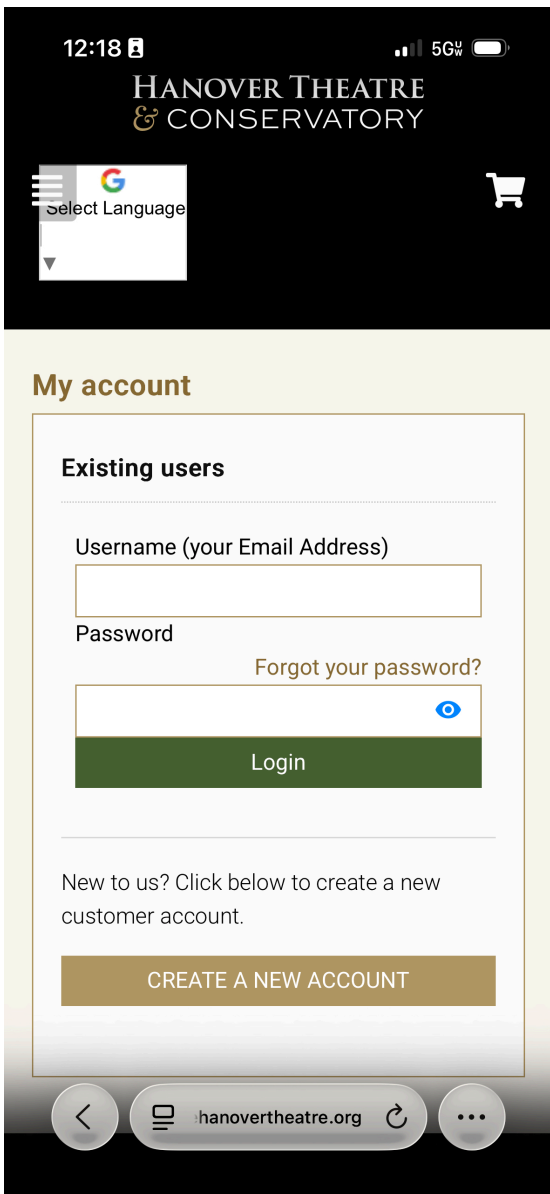 12:18
5GUW
HANOVER THEATRE
& CONSERVATORY
G
Select Language
▼
My account
Existing users
Username (your Email Address)
Password
Forgot your password?
Login
New to us? Click below to create a new
customer account.
CREATE A NEW ACCOUNT
hanovertheatre.org